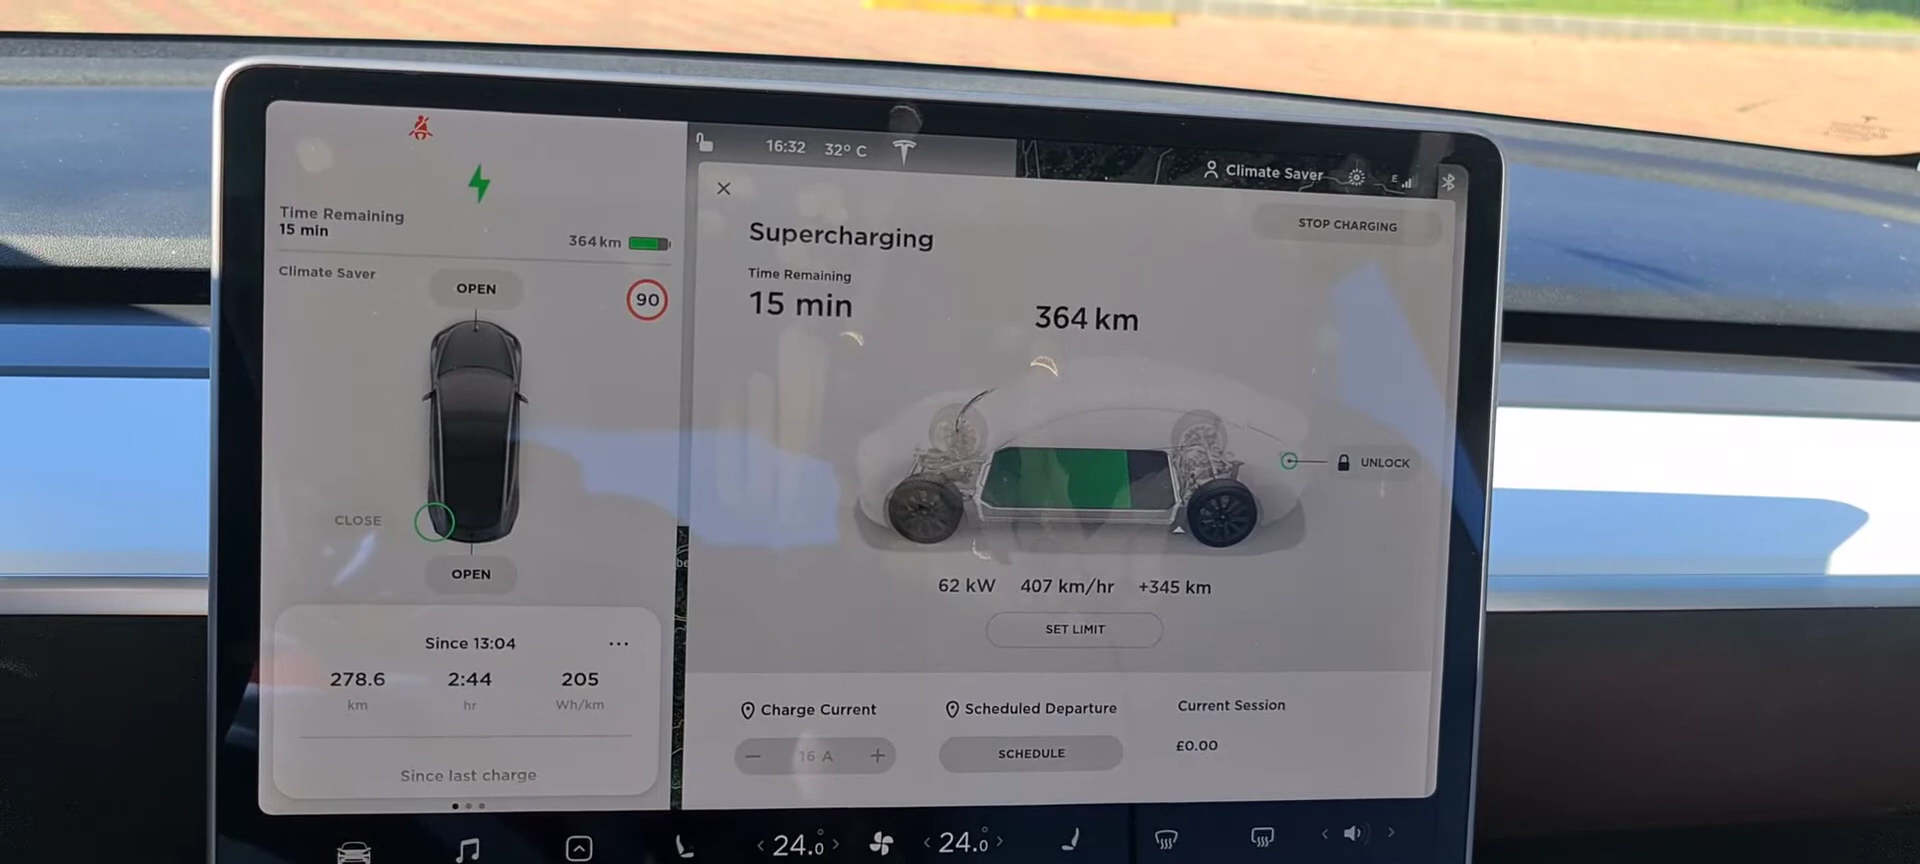 Time Remaining
15 min
364 km
Climate Saver
OPEN
90
CLOSE
OPEN
Since 13:04
278.6
2:44
205
km
hr
Wh/km
Since last charge
16:32
32° C
Climate Saver
E
Supercharging
STOP CHARGING
Time Remaining
15 min
364 km
UNLOCK
62 kW
407 km/hr
+345 km
SET LIMIT
Charge Current
Scheduled Departure
Current Session
16 A
SCHEDULE
£0.00
be
24.0
24.0